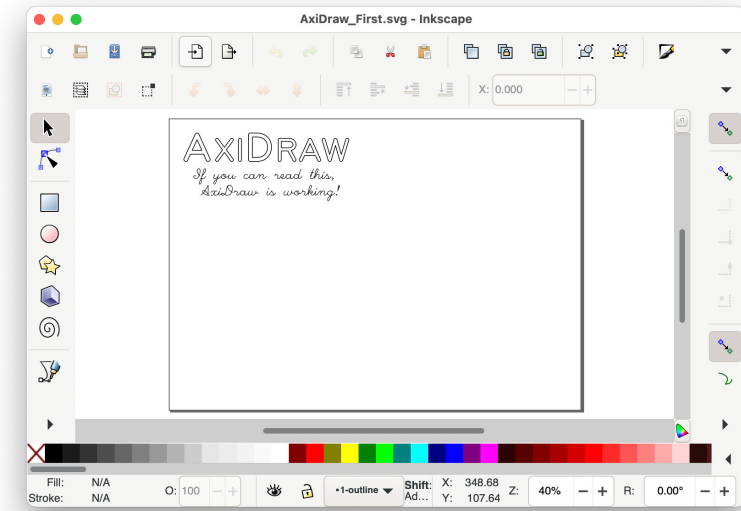 AxiDraw_First.svg - Inkscape
X: 0.000
AXIDRAW
If you can read this,
AxiDraw is working!
Fill: N/A
Stroke: N/A
O: 100
•1-outline
Shift:
Ad...
X: 348.68
Y: 107.64
Z: 40%
R: 0.00°